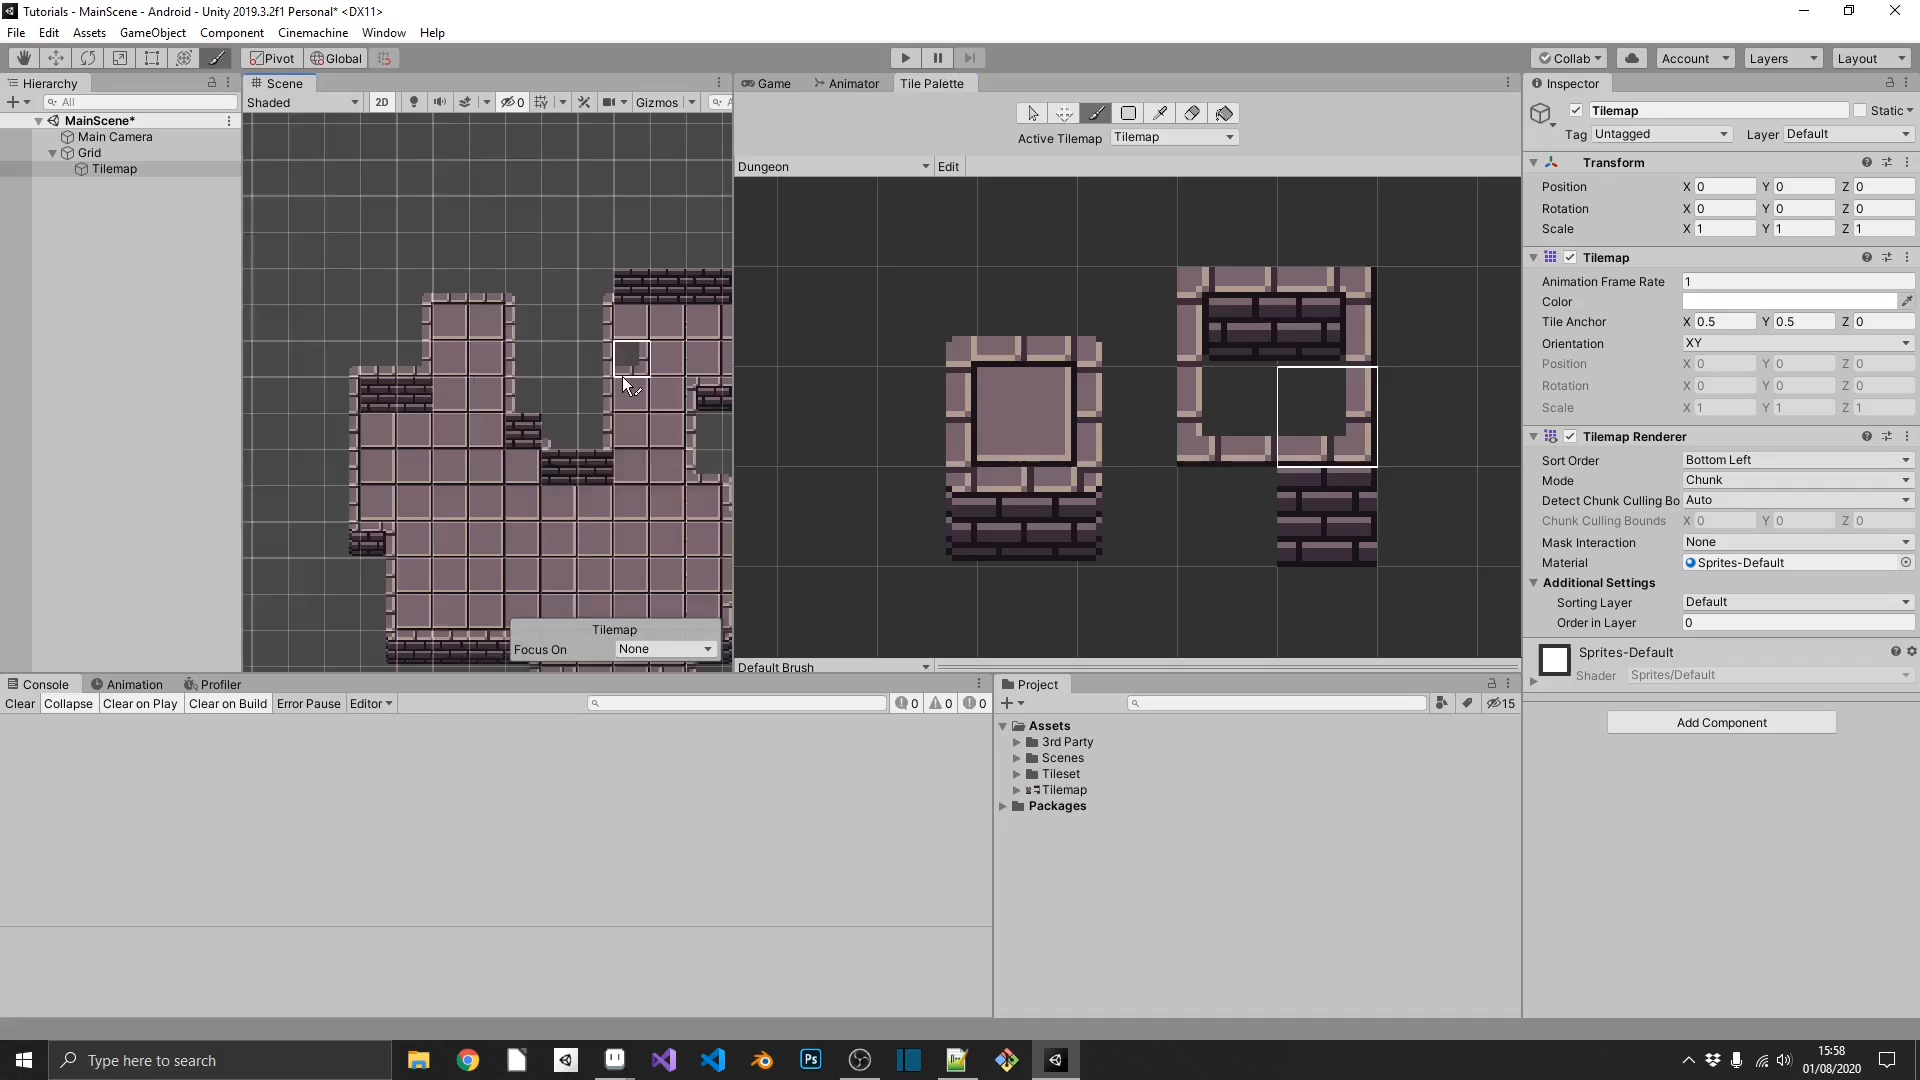 Tutorials - MainScene - Android - Unity 2019.3.2f1 Personal* <DX11>
File Edit Assets GameObject Component Cinemachine Window Help
Pivot Global Collab Account Layers Layout
Hierarchy
All
MainScene*
Main Camera
Grid
Tilemap
Scene
Shaded 2D 0 Gizmos A
Tilemap
Focus On None
Game Animator Tile Palette
Active Tilemap Tilemap
Dungeon Edit
Default Brush
Inspector
Tilemap Static
Tag Untagged Layer Default
Transform
Position X 0 Y 0 Z 0
Rotation X 0 Y 0 Z 0
Scale X 1 Y 1 Z 1
Tilemap
Animation Frame Rate 1
Color
Tile Anchor X 0.5 Y 0.5 Z 0
Orientation XY
Position X 0 Y 0 Z 0
Rotation X 0 Y 0 Z 0
Scale X 1 Y 1 Z 1
Tilemap Renderer
Sort Order Bottom Left
Mode Chunk
Detect Chunk Culling Bo Auto
Chunk Culling Bounds X 0 Y 0 Z 0
Mask Interaction None
Material Sprites-Default
Additional Settings
Sorting Layer Default
Order in Layer 0
Sprites-Default
Shader Sprites/Default
Add Component
Console Animation Profiler
Clear Collapse Clear on Play Clear on Build Error Pause Editor 0 0 0
Project
15
Assets
3rd Party
Scenes
Tileset
Tilemap
Packages
Type here to search
Ps
15:58
01/08/2020